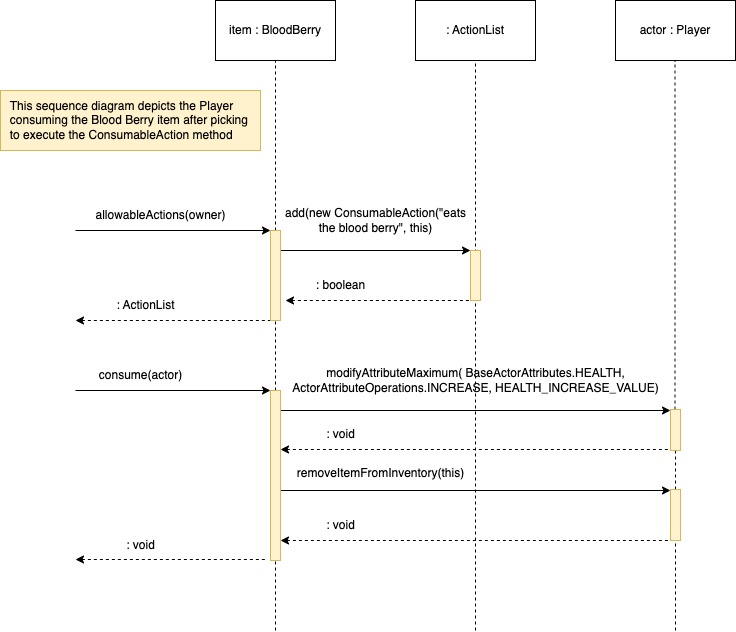 item : BloodBerry
: ActionList
actor : Player
This sequence diagram depicts the Player
consuming the Blood Berry item after picking
to execute the ConsumableAction method
allowableActions(owner)
add(new ConsumableAction("eats
the blood berry", this)
: boolean
: ActionList
consume(actor)
modifyAttributeMaximum( BaseActorAttributes.HEALTH,
ActorAttributeOperations.INCREASE, HEALTH_INCREASE_VALUE)
: void
removeItemFromInventory(this)
: void
: void